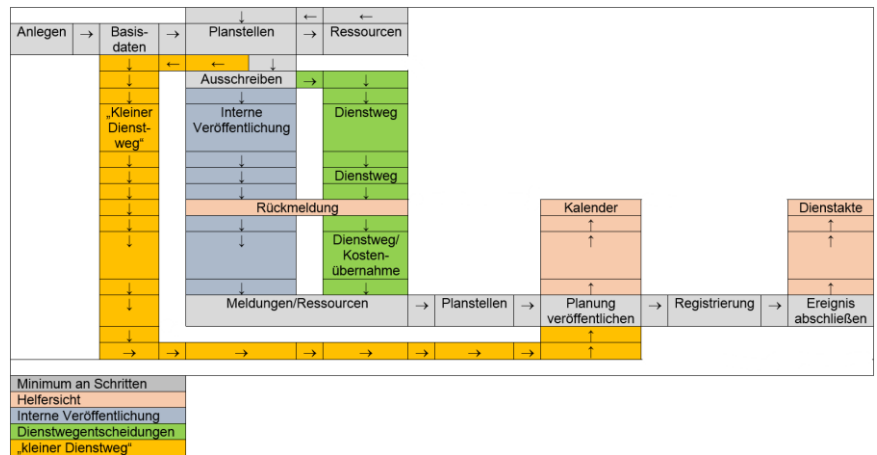 ↓ ← ←
Anlegen → Basis- → Planstellen → Ressourcen
daten
↓ ← ← ↓
↓ Ausschreiben → ↓
↓ ↓ ↓
„Kleiner Interne Dienstweg
Dienst- Veröffentlichung
weg“
↓ ↓ ↓
↓ ↓ Dienstweg
↓ ↓ ↓
↓ Rückmeldung Kalender Dienstakte
↓ ↓ ↓ ↑ ↑
↓ ↓ Dienstweg/ ↑ ↑
Kosten-
übernahme
↓ ↓ ↓ ↑ ↑
↓ Meldungen/Ressourcen → Planstellen → Planung → Registrierung → Ereignis
veröffentlichen abschließen
↓ ↑
→ → → → → → → → ↑
Minimum an Schritten
Helfersicht
Interne Veröffentlichung
Dienstwegentscheidungen
„kleiner Dienstweg“